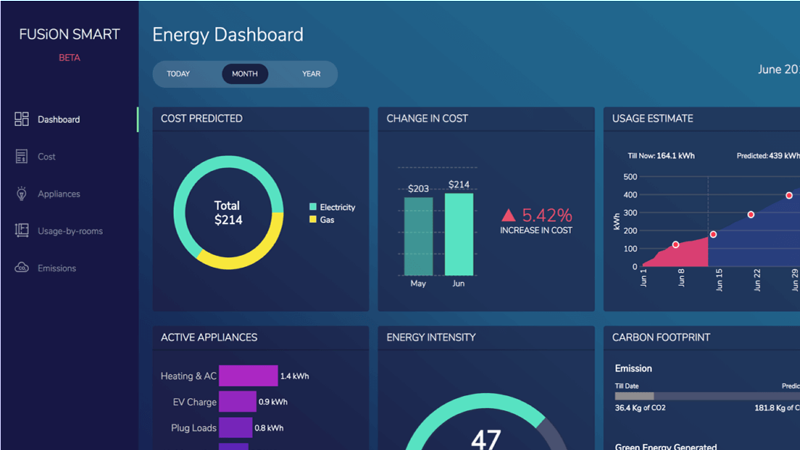 FUSiON SMART
BETA
Energy Dashboard
TODAY MONTH YEAR
June 201
Dashboard
Cost
Appliances
Usage-by-rooms
Emissions
COST PREDICTED
Total
$214
Electricity
Gas
CHANGE IN COST
$203 $214
5.42%
INCREASE IN COST
May Jun
USAGE ESTIMATE
Till Now: 164.1 kWh Predicted: 439 kWh
500
400
300
200
100
0
kWh
Jun 1 Jun 8 Jun 15 Jun 22 Jun 29
ACTIVE APPLIANCES
Heating & AC 1.4 kWh
EV Charge 0.9 kWh
Plug Loads 0.8 kWh
ENERGY INTENSITY
47
CARBON FOOTPRINT
Emission
Till Date Predic
36.4 Kg of CO2 181.8 Kg of C
Green Energy Generated